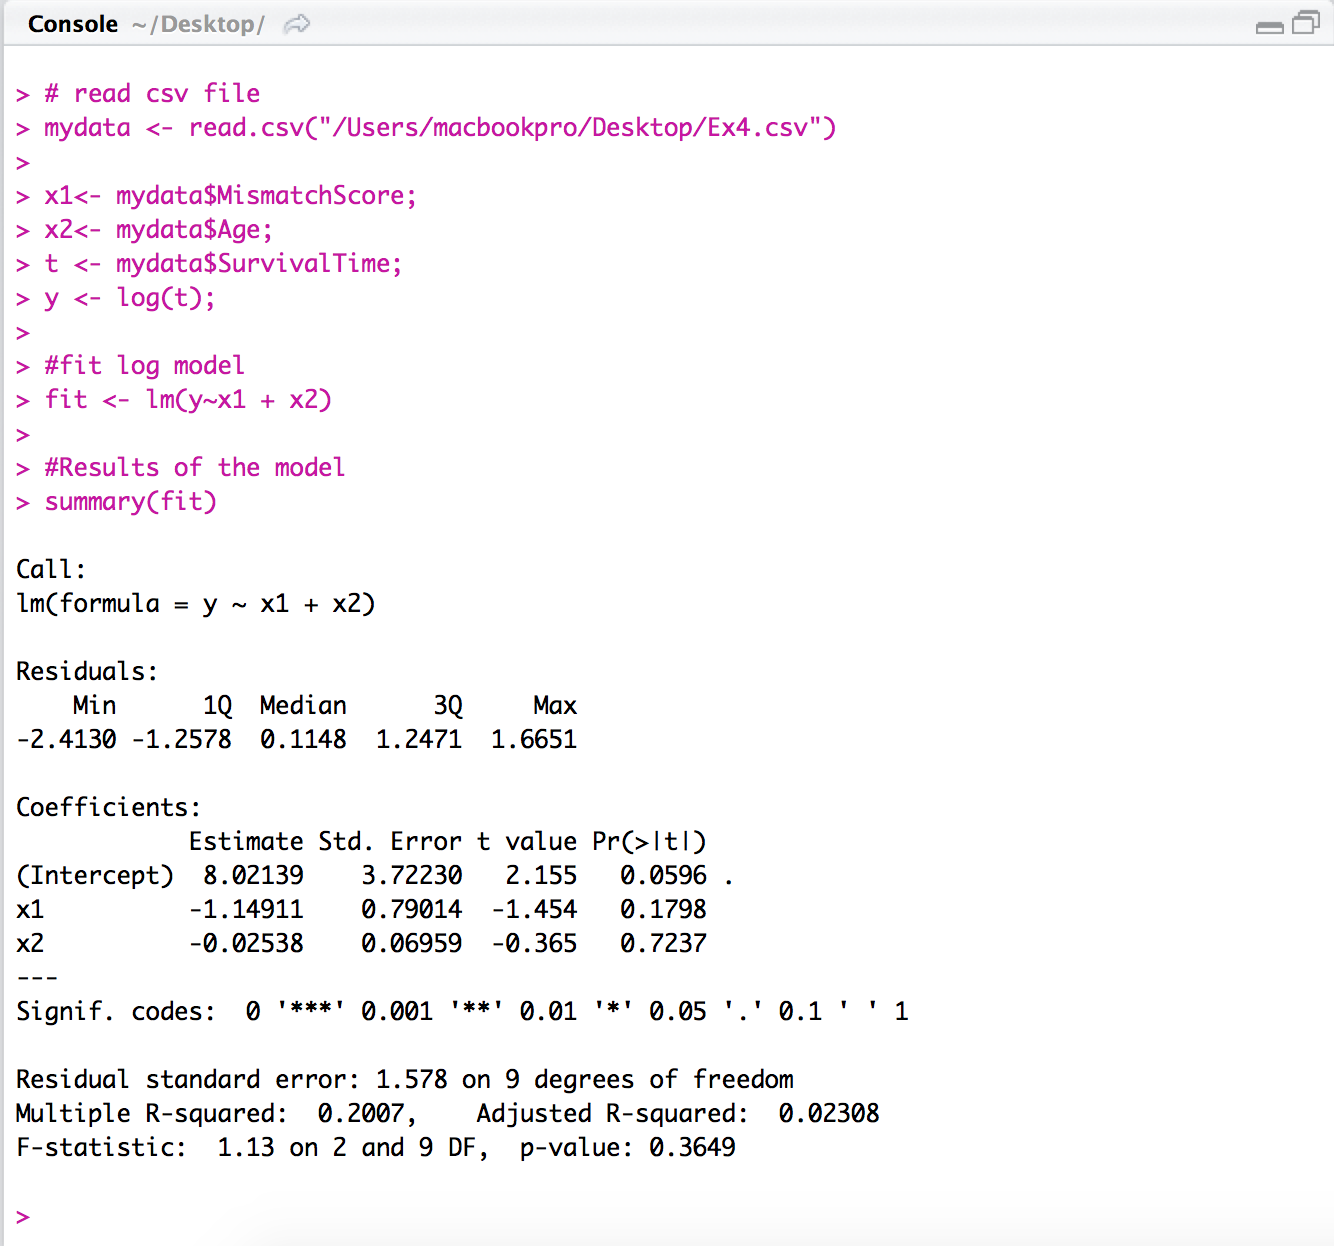 Console ~/Desktop/
> # read csv file
> mydata <- read.csv("/Users/macbookpro/Desktop/Ex4.csv")
>
> x1<- mydata$MismatchScore;
> x2<- mydata$Age;
> t <- mydata$SurvivalTime;
> y <- log(t);
>
> #fit log model
> fit <- lm(y~x1 + x2)
>
> #Results of the model
> summary(fit)
Call:
lm(formula = y ~ x1 + x2)
Residuals:
    Min      1Q  Median      3Q     Max
-2.4130 -1.2578  0.1148  1.2471  1.6651
Coefficients:
            Estimate Std. Error t value Pr(>|t|)
(Intercept)  8.02139    3.72230   2.155   0.0596 .
x1          -1.14911    0.79014  -1.454   0.1798
x2          -0.02538    0.06959  -0.365   0.7237
---
Signif. codes:  0 '***' 0.001 '**' 0.01 '*' 0.05 '.' 0.1 ' ' 1
Residual standard error: 1.578 on 9 degrees of freedom
Multiple R-squared:  0.2007,    Adjusted R-squared:  0.02308
F-statistic:  1.13 on 2 and 9 DF,  p-value: 0.3649
>